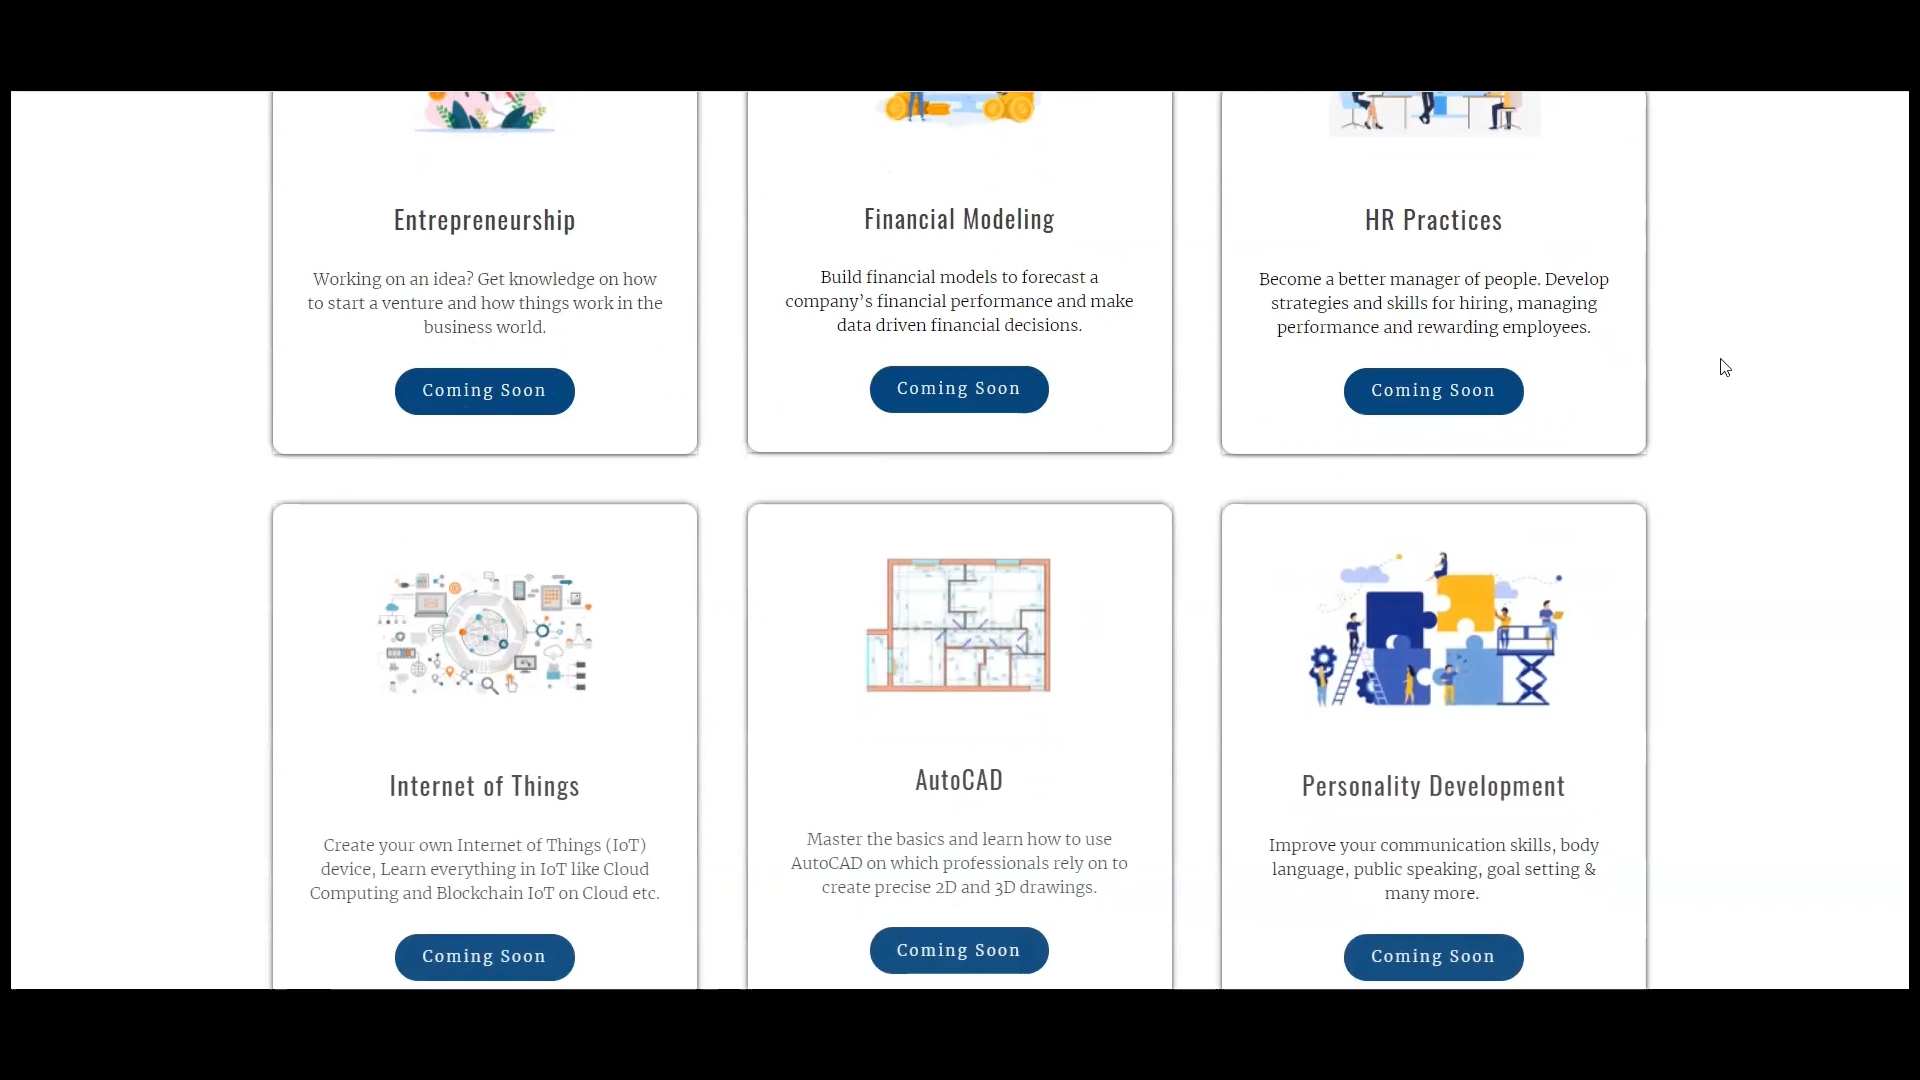 Entrepreneurship
Working on an idea? Get knowledge on how
to start a venture and how things work in the
business world.
Coming Soon
Financial Modeling
Build financial models to forecast a
company’s financial performance and make
data driven financial decisions.
Coming Soon
HR Practices
Become a better manager of people. Develop
strategies and skills for hiring, managing
performance and rewarding employees.
Coming Soon
Internet of Things
Create your own Internet of Things (IoT)
device, Learn everything in IoT like Cloud
Computing and Blockchain IoT on Cloud etc.
Coming Soon
AutoCAD
Master the basics and learn how to use
AutoCAD on which professionals rely on to
create precise 2D and 3D drawings.
Coming Soon
Personality Development
Improve your communication skills, body
language, public speaking, goal setting &
many more.
Coming Soon